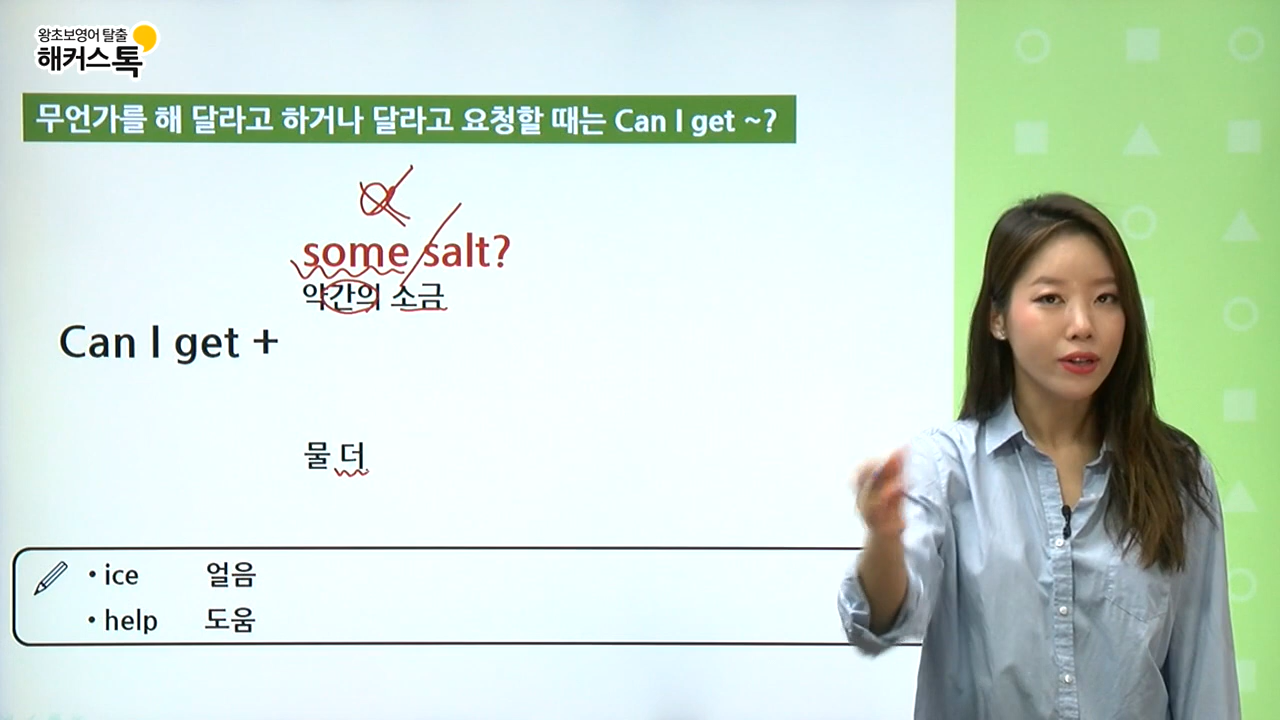 왕초보영어 탈출
해커스톡
무언가를 해 달라고 하거나 달라고 요청할 때는 Can I get ~?
some salt?
약간의 소금
Can I get +
물 더
• ice 얼음
• help 도움